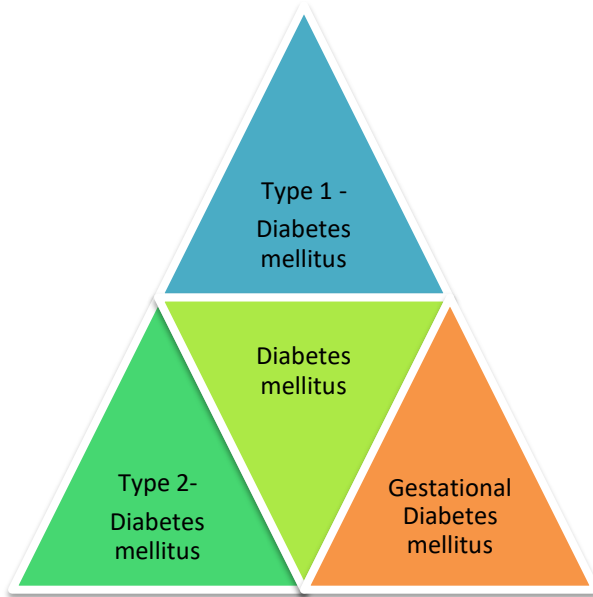 Type 1 -
Diabetes
mellitus
Diabetes
mellitus
Type 2-
Diabetes
mellitus
Gestational
Diabetes
mellitus